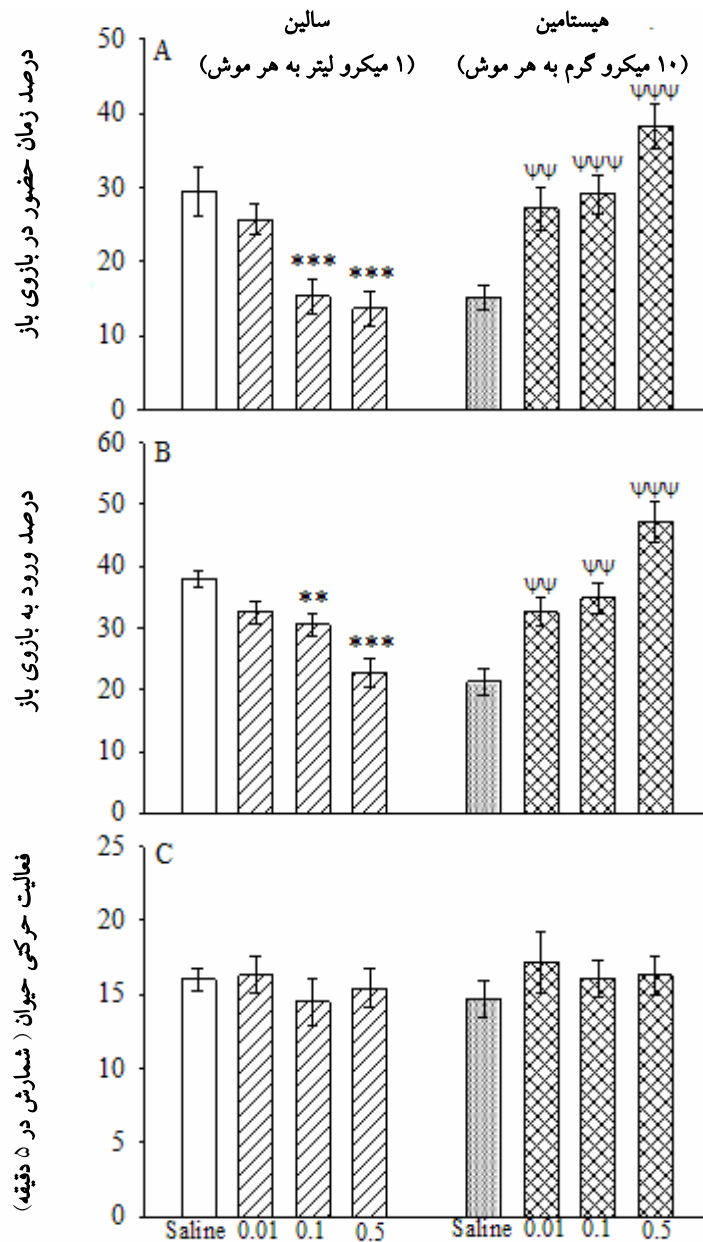 سالین
(۱ میکرو لیتر به هر موش)
هیستامین
(۱۰ میکرو گرم به هر موش)
درصد زمان حضور در بازوی باز
A
50
40
30
20
10
0
***
***
ψψ
ψψψ
ψψψ
درصد ورود به بازوی باز
B
60
50
40
30
20
10
0
**
***
ψψ
ψψ
ψψψ
فعالیت حرکتی حیوان ( شمارش در ۵ دقیقه)
C
25
20
15
10
5
0
Saline 0.01 0.1 0.5
Saline 0.01 0.1 0.5